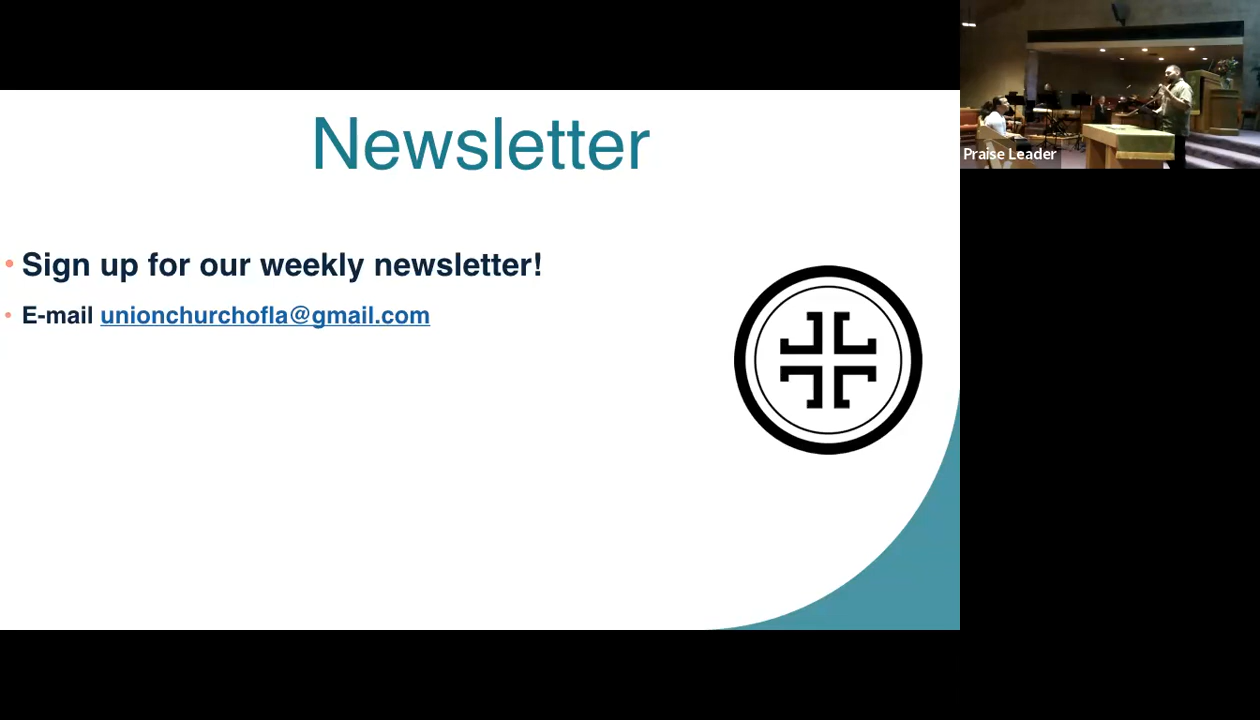 Newsletter
• Sign up for our weekly newsletter!
• E-mail unionchurchofla@gmail.com
Praise Leader